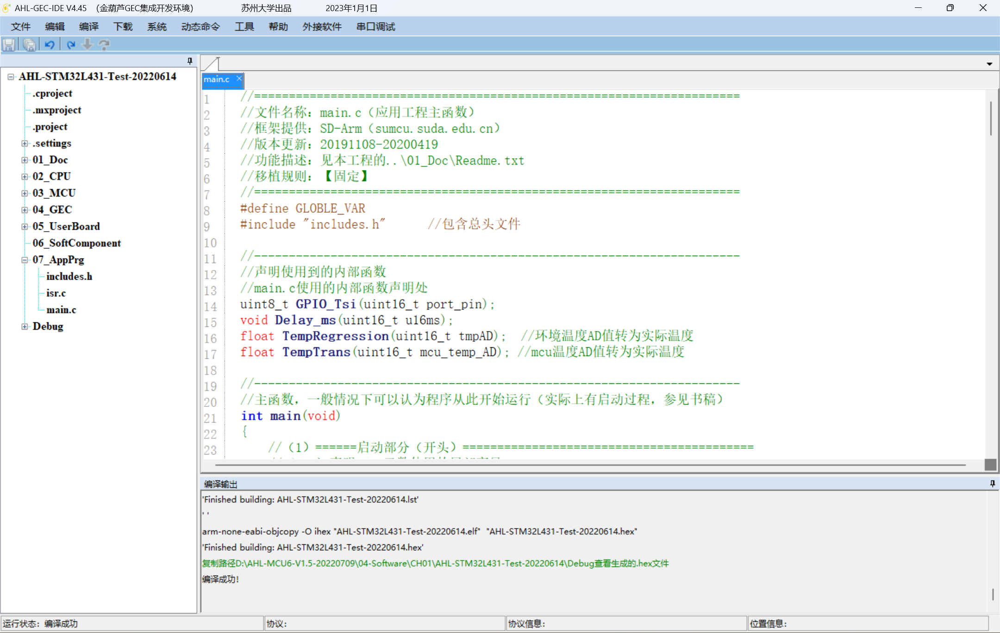 AHL-GEC-IDE V4.45 （金葫芦GEC集成开发环境） 苏州大学出品 2023年1月1日
文件 编辑 编译 下载 系统 动态命令 工具 帮助 外接软件 串口调试
AHL-STM32L431-Test-20220614
.cproject
.mxproject
.project
.settings
01_Doc
02_CPU
03_MCU
04_GEC
05_UserBoard
06_SoftComponent
07_AppPrg
includes.h
isr.c
main.c
Debug
main.c
1 //======================================================================
2 //文件名称：main.c（应用工程主函数）
3 //框架提供：SD-Arm（sumcu.suda.edu.cn）
4 //版本更新：20191108-20200419
5 //功能描述：见本工程的..\01_Doc\Readme.txt
6 //移植规则：【固定】
7 //======================================================================
8 #define GLOBLE_VAR
9 #include "includes.h" //包含总头文件
10
11 //----------------------------------------------------------------------
12 //声明使用到的内部函数
13 //main.c使用的内部函数声明处
14 uint8_t GPIO_Tsi(uint16_t port_pin);
15 void Delay_ms(uint16_t u16ms);
16 float TempRegression(uint16_t tmpAD); //环境温度AD值转为实际温度
17 float TempTrans(uint16_t mcu_temp_AD); //mcu温度AD值转为实际温度
18
19 //----------------------------------------------------------------------
20 //主函数，一般情况下可以认为程序从此开始运行（实际上有启动过程，参见书稿）
21 int main(void)
22 {
23 //（1）======启动部分（开头）==========================================
编译输出
'Finished building: AHL-STM32L431-Test-20220614.lst'
' '
arm-none-eabi-objcopy -O ihex "AHL-STM32L431-Test-20220614.elf" "AHL-STM32L431-Test-20220614.hex"
'Finished building: AHL-STM32L431-Test-20220614.hex'
复制路径D:\AHL-MCU6-V1.5-20220709\04-Software\CH01\AHL-STM32L431-Test-20220614\Debug查看生成的.hex文件
编译成功！
运行状态：编译成功 协议： 协议信息： 位置信息：